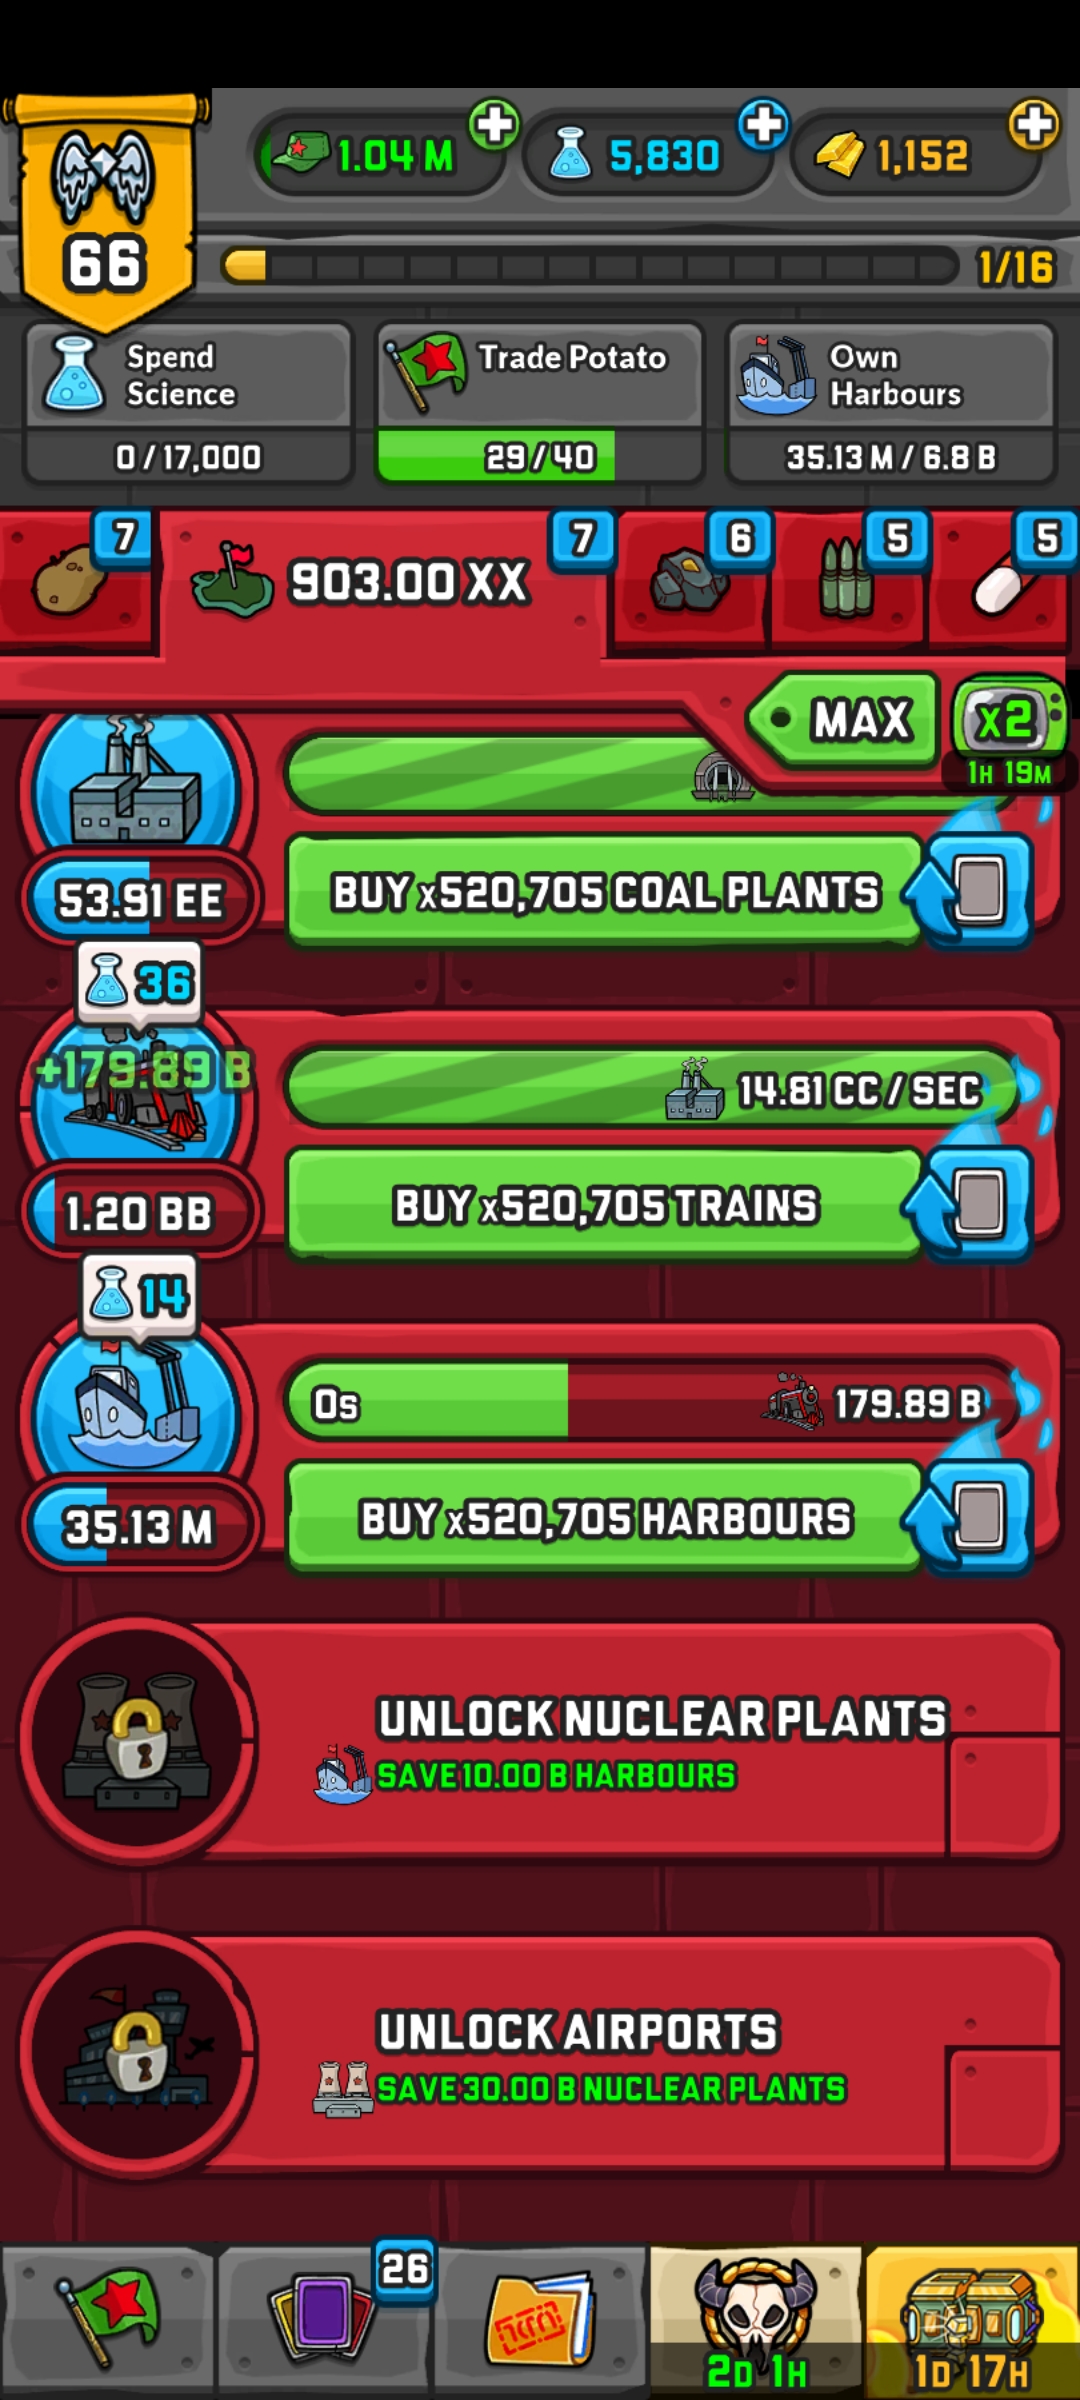 1.04 M
5,830
1,152
66
1/16
Spend
Science
0 / 17,000
Trade Potato
29 / 40
Own
Harbours
35.13 M / 6.8 B
7
903.00 XX
7
6
5
5
MAX
x2
1H 19M
53.91 EE
BUY x520,705 COAL PLANTS
36
+179.89 B
14.81 CC / SEC
1.20 BB
BUY x520,705 TRAINS
14
0s
179.89 B
35.13 M
BUY x520,705 HARBOURS
UNLOCK NUCLEAR PLANTS
SAVE 10.00 B HARBOURS
UNLOCK AIRPORTS
SAVE 30.00 B NUCLEAR PLANTS
26
2D 1H
1D 17H